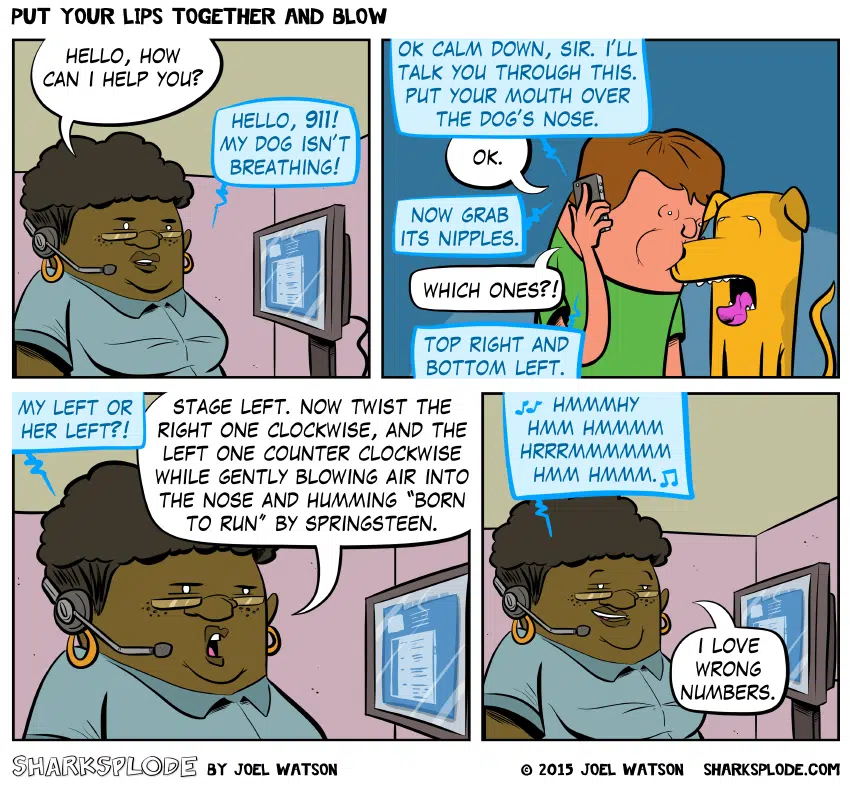 PUT YOUR LIPS TOGETHER AND BLOW
HELLO, HOW
CAN I HELP YOU?
HELLO, 911!
MY DOG ISN'T
BREATHING!
OK CALM DOWN, SIR. I'LL
TALK YOU THROUGH THIS.
PUT YOUR MOUTH OVER
THE DOG'S NOSE.
OK.
NOW GRAB
ITS NIPPLES.
WHICH ONES?!
TOP RIGHT AND
BOTTOM LEFT.
MY LEFT OR
HER LEFT?!
STAGE LEFT. NOW TWIST THE
RIGHT ONE CLOCKWISE, AND THE
LEFT ONE COUNTER CLOCKWISE
WHILE GENTLY BLOWING AIR INTO
THE NOSE AND HUMMING "BORN
TO RUN" BY SPRINGSTEEN.
♫ HMMMHY
HMM HMMMM
HRRRMMMMMM
HMM HMMM. ♫
I LOVE
WRONG
NUMBERS.
SHARKSPLODE BY JOEL WATSON
© 2015 JOEL WATSON SHARKSPLODE.COM